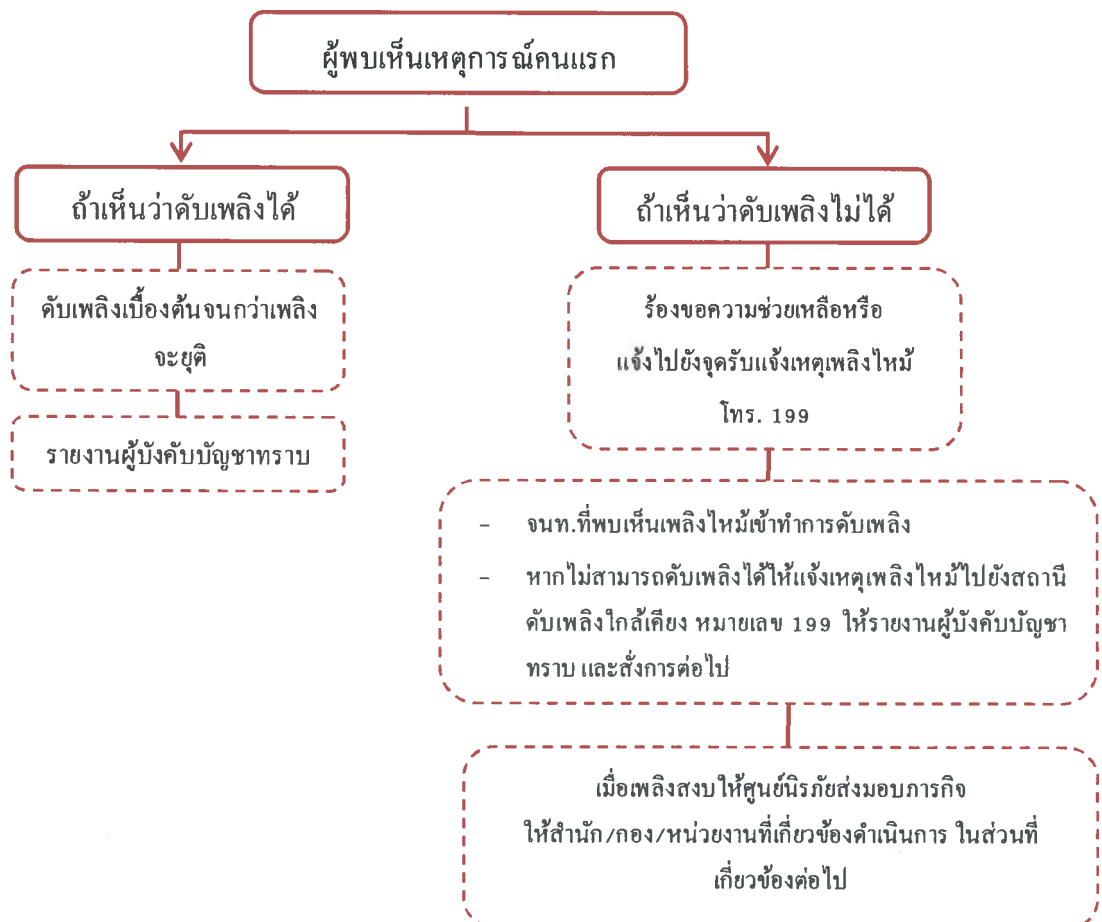 ผู้พบเห็นเหตุการณ์คนแรก
ถ้าเห็นว่าดับเพลิงได้
ดับเพลิงเบื้องต้นจนกว่าเพลิง
จะยุติ
รายงานผู้บังคับบัญชาทราบ
ถ้าเห็นว่าดับเพลิงไม่ได้
ร้องขอความช่วยเหลือหรือ
แจ้งไปยังจุดรับแจ้งเหตุเพลิงไหม้
โทร. 199
- จนท.ที่พบเห็นเพลิงไหม้เข้าทำการดับเพลิง
- หากไม่สามารถดับเพลิงได้ให้แจ้งเหตุเพลิงไหม้ไปยังสถานี
ดับเพลิงใกล้เคียง หมายเลข 199 ให้รายงานผู้บังคับบัญชา
ทราบ และสั่งการต่อไป
เมื่อเพลิงสงบให้ศูนย์นิรภัยส่งมอบภารกิจ
ให้สำนัก/กอง/หน่วยงานที่เกี่ยวข้องดำเนินการ ในส่วนที่
เกี่ยวข้องต่อไป